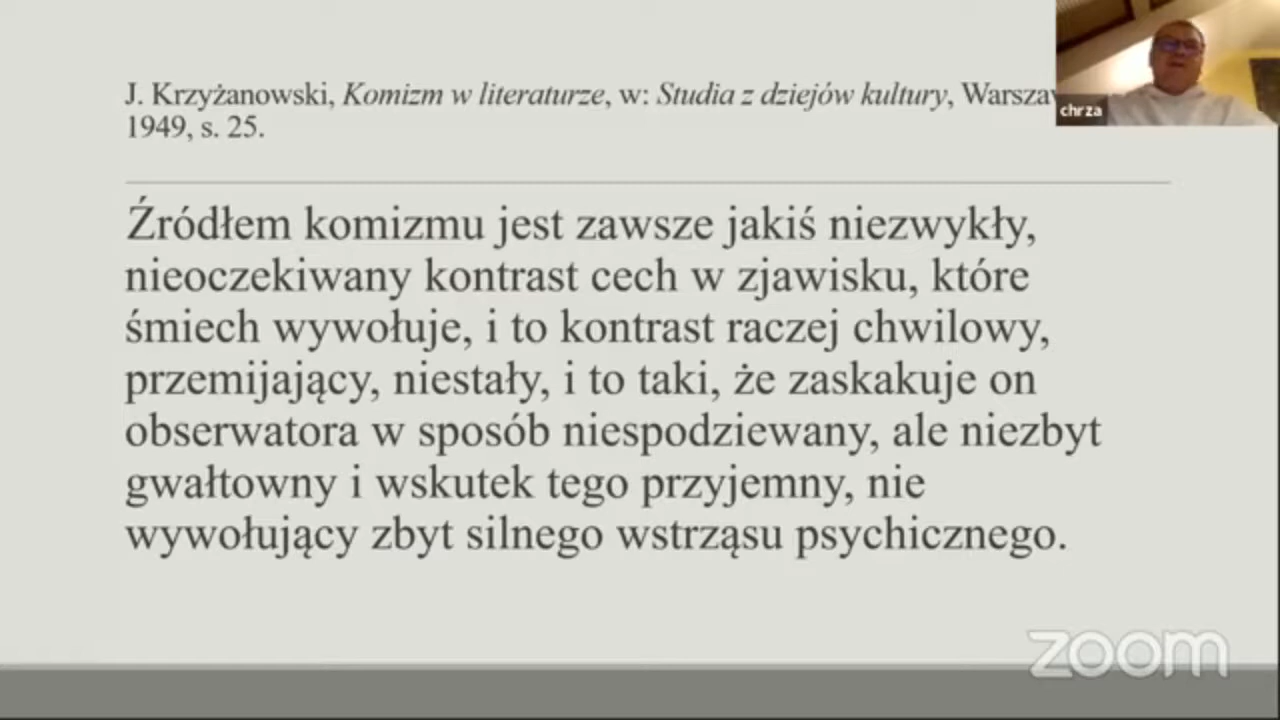 J. Krzyżanowski, Komizm w literaturze, w: Studia z dziejów kultury,
1949, s. 25.
chrza
Źródłem komizmu jest zawsze jakiś niezwykły,
nieoczekiwany kontrast cech w zjawisku, które
śmiech wywołuje, i to kontrast raczej chwilowy,
przemijający, niestały, i to taki, że zaskakuje on
obserwatora w sposób niespodziewany, ale niezbyt
gwałtowny i wskutek tego przyjemny, nie
wywołujący zbyt silnego wstrząsu psychicznego.
zoom